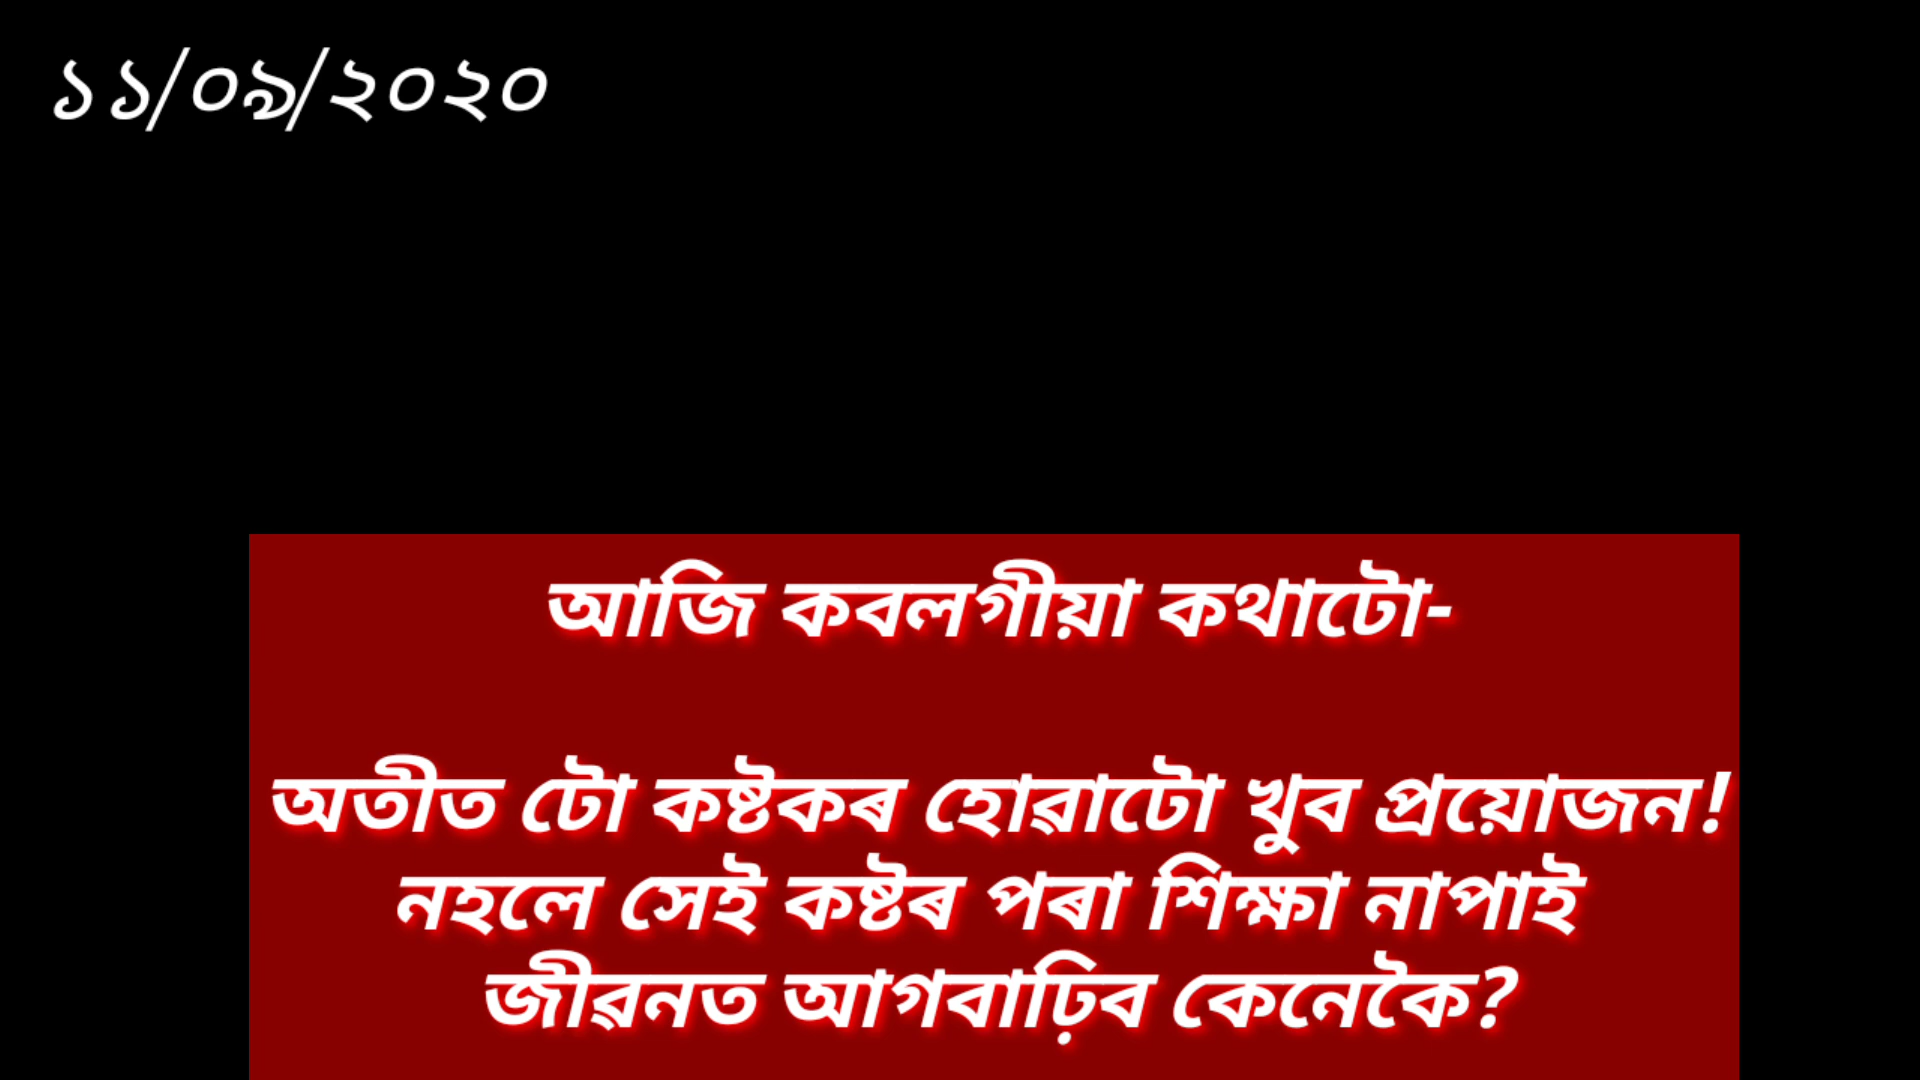 ১১/০৯/২০২০
আজি কবলগীয়া কথাটো-
অতীত টো কষ্টকৰ হোৱাটো খুব প্ৰয়োজন!
নহলে সেই কষ্টৰ পৰা শিক্ষা নাপাই
জীৱনত আগবাঢ়িব কেনেকৈ?